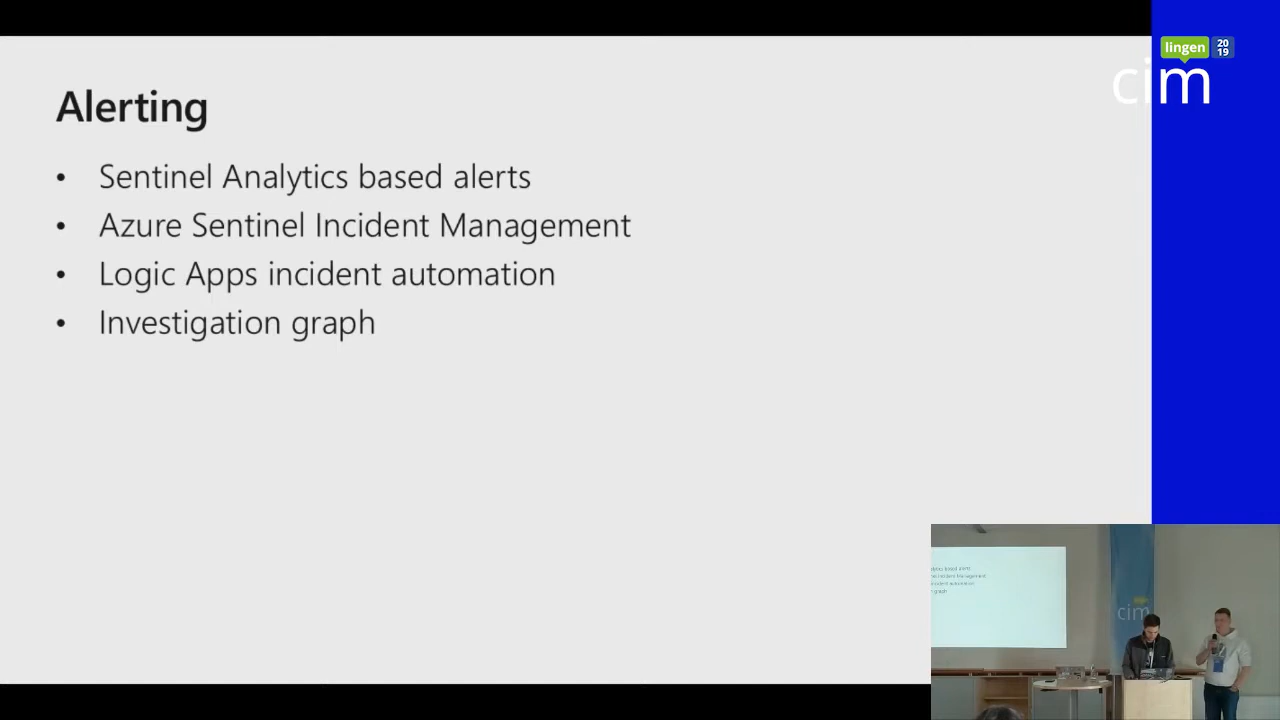 lingen
20
19
cim
Alerting
• Sentinel Analytics based alerts
• Azure Sentinel Incident Management
• Logic Apps incident automation
• Investigation graph
cim